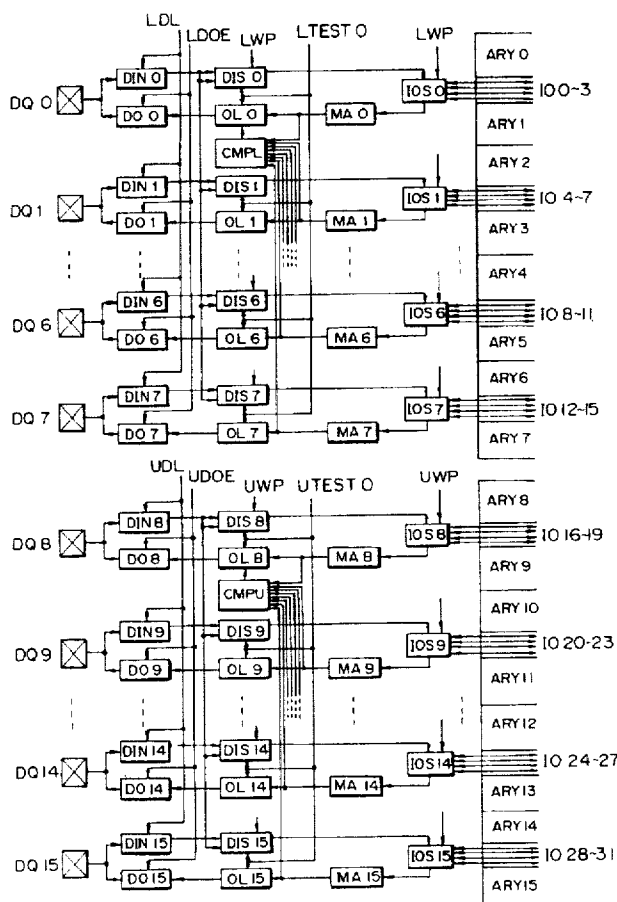 LDL LDOE LWP LTEST 0 LWP
DQ 0 DIN 0 DIS 0 IOS 0 ARY 0 IO 0~3
DO 0 OL 0 MA 0 ARY 1
CMPL
DQ 1 DIN 1 DIS 1 IOS 1 ARY 2 IO 4~7
DO 1 OL 1 MA 1 ARY 3
DQ 6 DIN 6 DIS 6 IOS 6 ARY 4 IO 8~11
DO 6 OL 6 MA 6 ARY 5
DQ 7 DIN 7 DIS 7 IOS 7 ARY 6 IO 12~15
DO 7 OL 7 MA 7 ARY 7
UDL UDOE UWP UTEST 0 UWP
DQ 8 DIN 8 DIS 8 IOS 8 ARY 8 IO 16~19
DO 8 OL 8 MA 8 ARY 9
CMPU
DQ 9 DIN 9 DIS 9 IOS 9 ARY 10 IO 20~23
DO 9 OL 9 MA 9 ARY 11
DQ 14 DIN 14 DIS 14 IOS 14 ARY 12 IO 24~27
DO 14 OL 14 MA 14 ARY 13
DQ 15 DIN 15 DIS 15 IOS 15 ARY 14 IO 28~31
DO 15 OL 15 MA 15 ARY 15